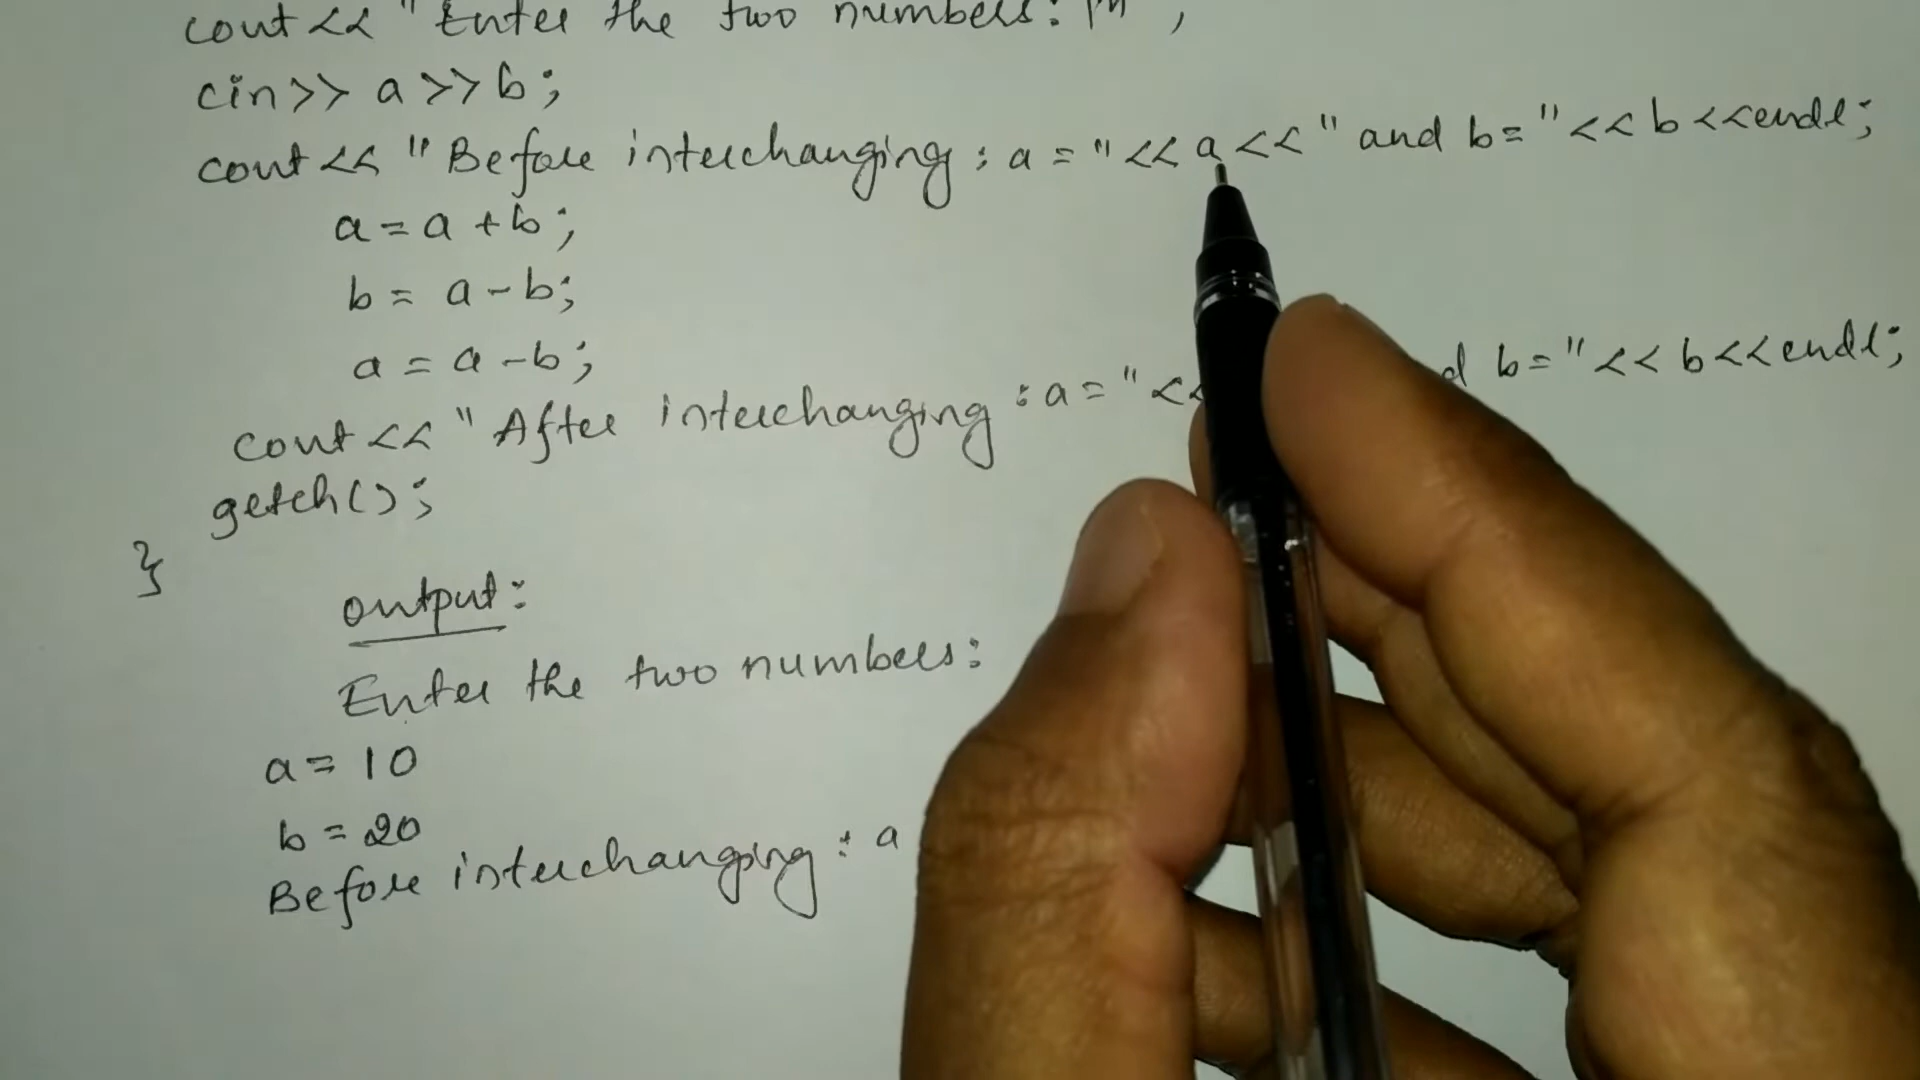 cout << "Enter the two numbers: \n";
cin>> a >> b;
cout << "Before interchanging : a = " << a << " and b = " << b <<endl;
a = a + b;
b = a - b;
a = a - b;
cout << "After interchanging : a = " << b = " << b <<endl;
getch();
}
output:
Enter the two numbers:
a = 10
b = 20
Before interchanging : a